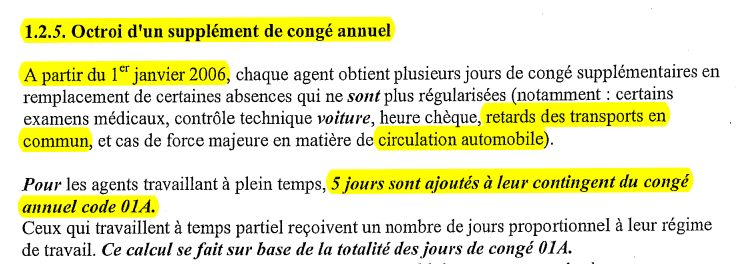 1.2.5. Octroi d'un supplément de congé annuel
A partir du 1er janvier 2006, chaque agent obtient plusieurs jours de congé supplémentaires en
remplacement de certaines absences qui ne sont plus régularisées (notamment : certains
examens médicaux, contrôle technique voiture, heure chèque, retards des transports en
commun, et cas de force majeure en matière de circulation automobile).
Pour les agents travaillant à plein temps, 5 jours sont ajoutés à leur contingent du congé
annuel code 01A.
Ceux qui travaillent à temps partiel reçoivent un nombre de jours proportionnel à leur régime
de travail. Ce calcul se fait sur base de la totalité des jours de congé 01A.